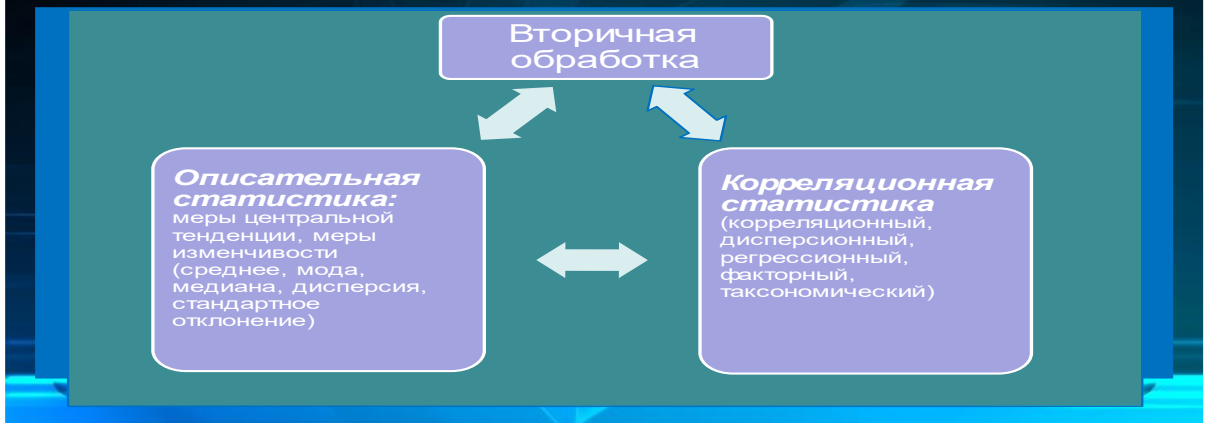 Вторичная
обработка
Описательная
статистика:
меры центральной
тенденции, меры
изменчивости
(среднее, мода,
медиана, дисперсия,
стандартное
отклонение)
Корреляционная
статистика
(корреляционный,
дисперсионный,
регрессионный,
факторный,
таксономический)